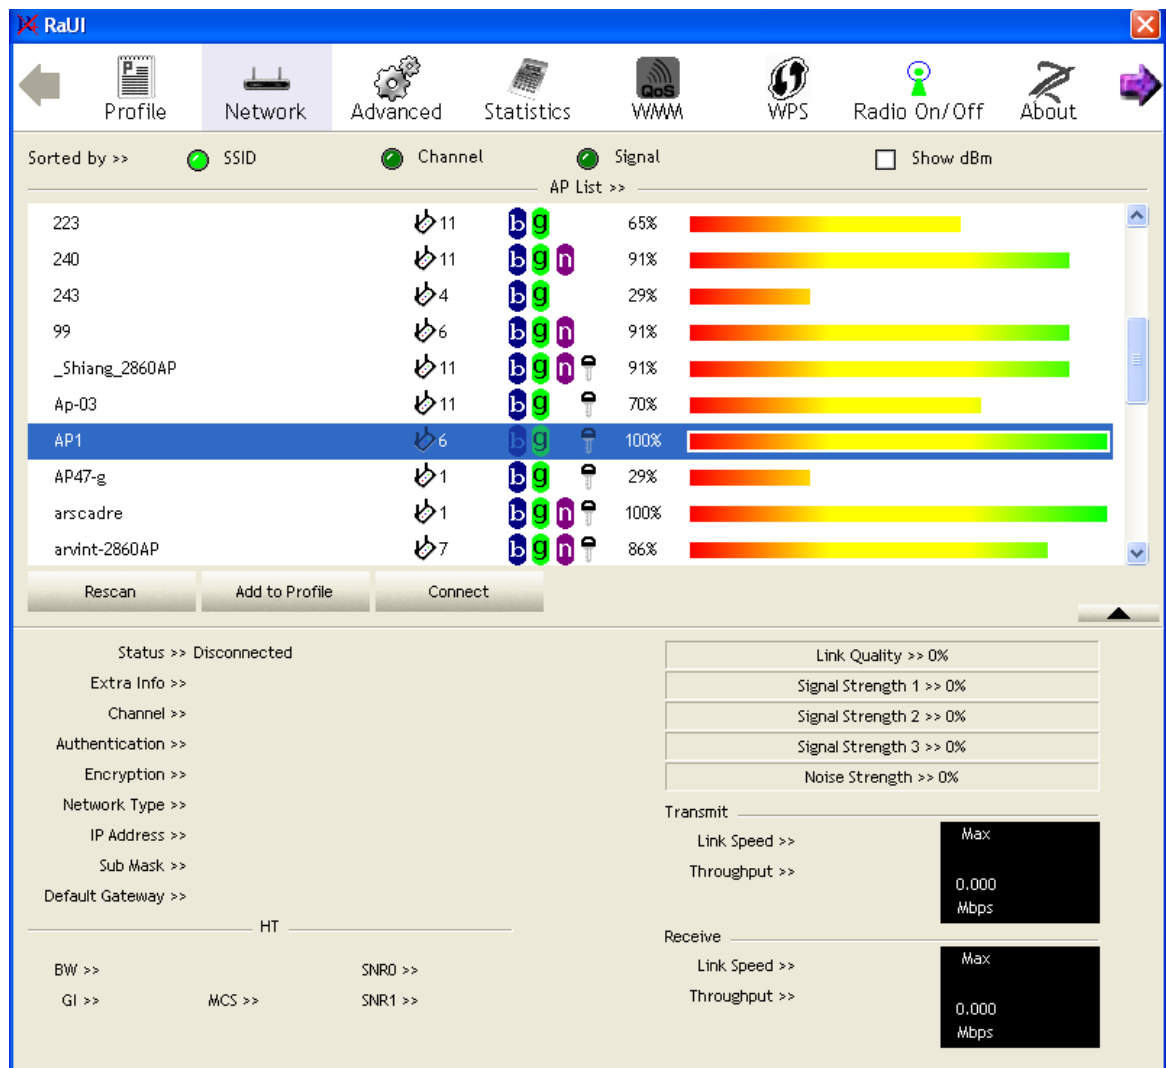 RaUI
Profile Network Advanced Statistics QoS WMM WPS Radio On/Off About
Sorted by >> SSID Channel Signal Show dBm
AP List >>
223 11 b g 65%
240 11 b g n 91%
243 4 b g 29%
99 6 b g n 91%
_Shiang_2860AP 11 b g n 91%
Ap-03 11 b g 70%
AP1 6 b g 100%
AP47-g 1 b g 29%
arscadre 1 b g n 100%
arvint-2860AP 7 b g n 86%
Rescan Add to Profile Connect
Status >> Disconnected Link Quality >> 0%
Extra Info >> Signal Strength 1 >> 0%
Channel >> Signal Strength 2 >> 0%
Authentication >> Signal Strength 3 >> 0%
Encryption >> Noise Strength >> 0%
Network Type >> Transmit
IP Address >> Link Speed >> Max
Sub Mask >> Throughput >>
Default Gateway >> 0.000
Mbps
HT Receive
BW >> SNR0 >> Link Speed >> Max
GI >> MCS >> SNR1 >> Throughput >> 0.000
Mbps